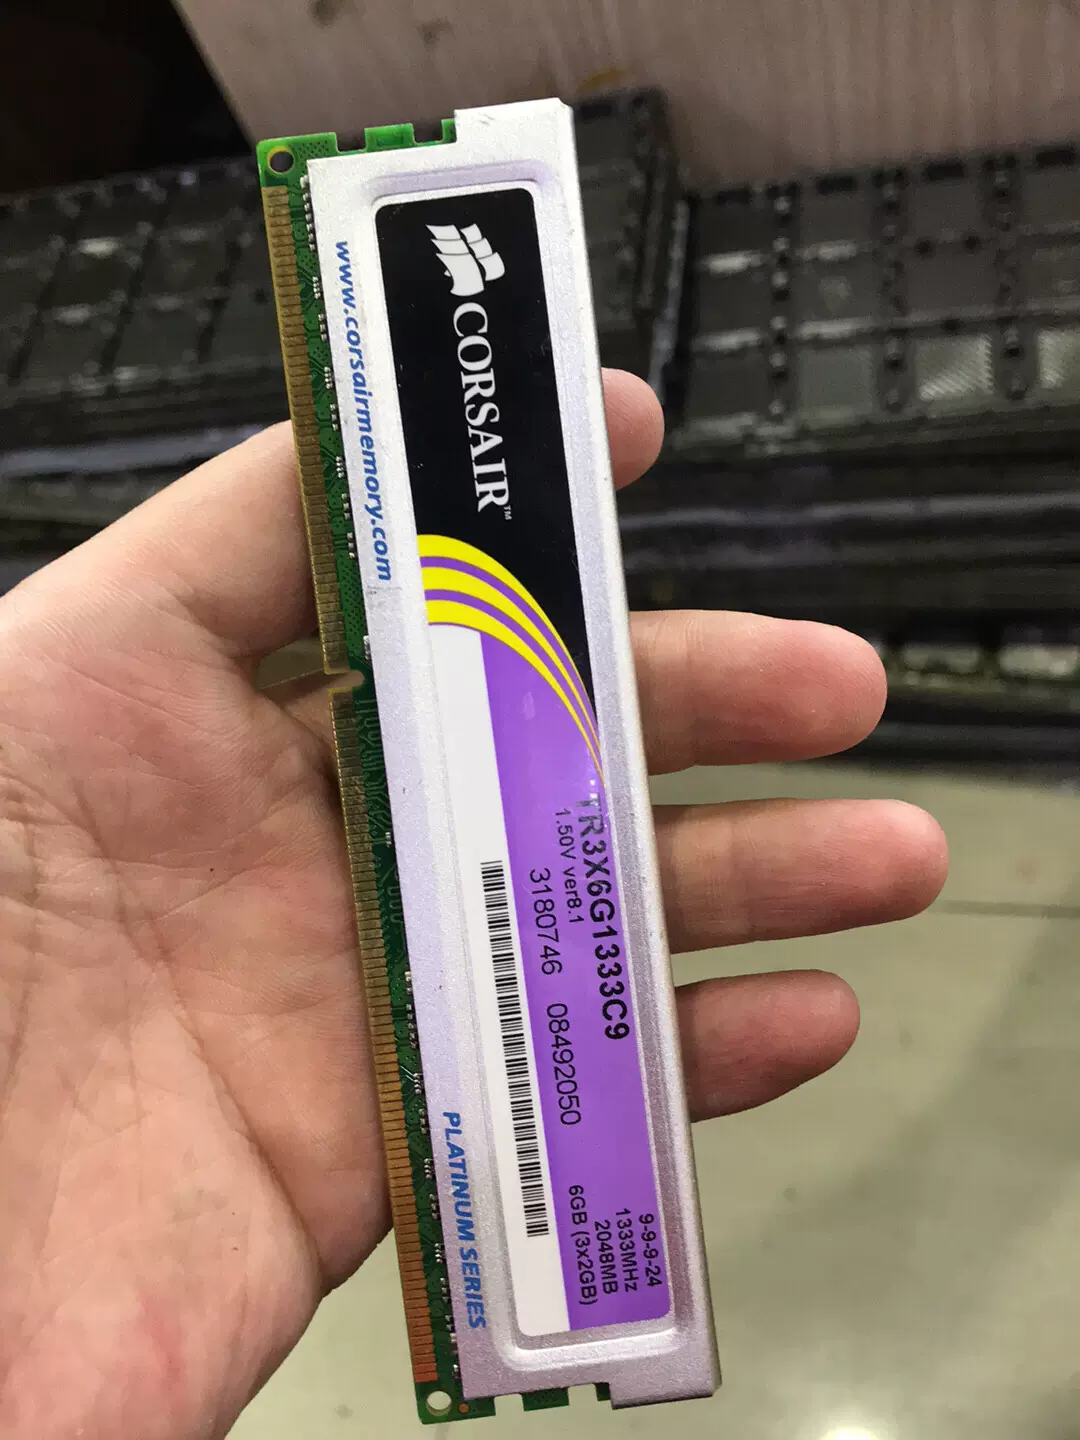 CORSAIR™
www.corsairmemory.com
TR3X6G1333C9
1.50V ver8.1
3180746 08492050
9-9-9-24
1333MHz
2048MB
6GB (3x2GB)
PLATINUM SERIES